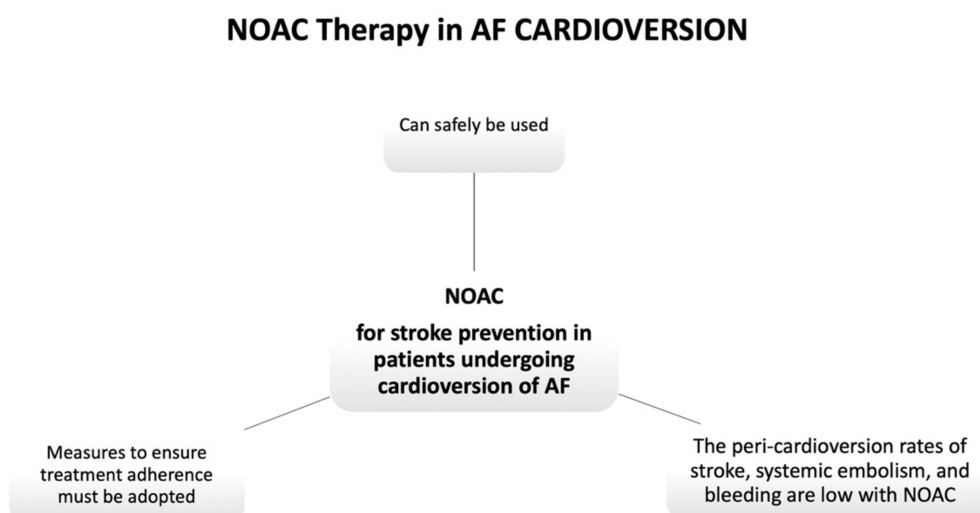 NOAC Therapy in AF CARDIOVERSION
Can safely be used
NOAC
for stroke prevention in
patients undergoing
cardioversion of AF
Measures to ensure
treatment adherence
must be adopted
The peri-cardioversion rates of
stroke, systemic embolism, and
bleeding are low with NOAC